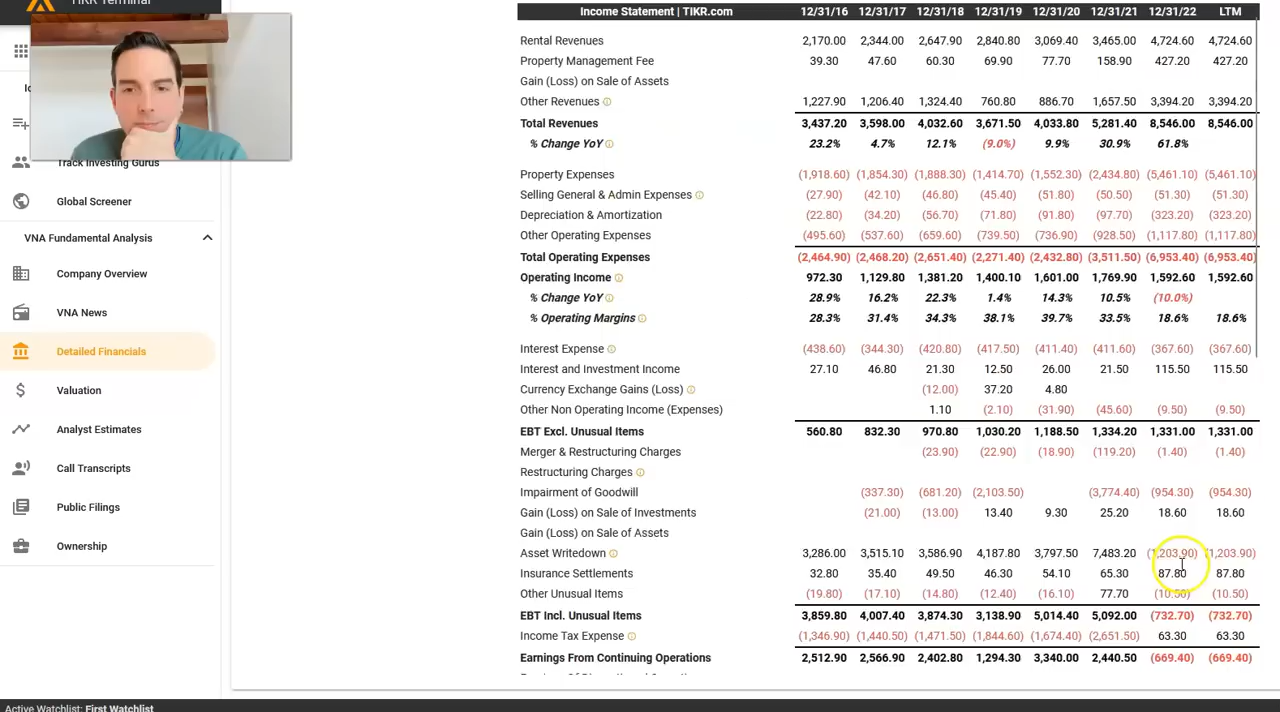 TIKR Terminal
Track Investing Gurus
Global Screener
VNA Fundamental Analysis
Company Overview
VNA News
Detailed Financials
Valuation
Analyst Estimates
Call Transcripts
Public Filings
Ownership
Active Watchlist: First Watchlist
Income Statement | TIKR.com 12/31/16 12/31/17 12/31/18 12/31/19 12/31/20 12/31/21 12/31/22 LTM
Rental Revenues 2,170.00 2,344.00 2,647.90 2,840.80 3,069.40 3,465.00 4,724.60 4,724.60
Property Management Fee 39.30 47.60 60.30 69.90 77.70 158.90 427.20 427.20
Gain (Loss) on Sale of Assets
Other Revenues 1,227.90 1,206.40 1,324.40 760.80 886.70 1,657.50 3,394.20 3,394.20
Total Revenues 3,437.20 3,598.00 4,032.60 3,671.50 4,033.80 5,281.40 8,546.00 8,546.00
% Change YoY 23.2% 4.7% 12.1% (9.0%) 9.9% 30.9% 61.8%
Property Expenses (1,918.60) (1,854.30) (1,888.30) (1,414.70) (1,552.30) (2,434.80) (5,461.10) (5,461.10)
Selling General & Admin Expenses (27.90) (42.10) (46.80) (45.40) (51.80) (50.50) (51.30) (51.30)
Depreciation & Amortization (22.80) (34.20) (56.70) (71.80) (91.80) (97.70) (323.20) (323.20)
Other Operating Expenses (495.60) (537.60) (659.60) (739.50) (736.90) (928.50) (1,117.80) (1,117.80)
Total Operating Expenses (2,464.90) (2,468.20) (2,651.40) (2,271.40) (2,432.80) (3,511.50) (6,953.40) (6,953.40)
Operating Income 972.30 1,129.80 1,381.20 1,400.10 1,601.00 1,769.90 1,592.60 1,592.60
% Change YoY 28.9% 16.2% 22.3% 1.4% 14.3% 10.5% (10.0%)
% Operating Margins 28.3% 31.4% 34.3% 38.1% 39.7% 33.5% 18.6% 18.6%
Interest Expense (438.60) (344.30) (420.80) (417.50) (411.40) (411.60) (367.60) (367.60)
Interest and Investment Income 27.10 46.80 21.30 12.50 26.00 21.50 115.50 115.50
Currency Exchange Gains (Loss) (12.00) 37.20 4.80
Other Non Operating Income (Expenses) 1.10 (2.10) (31.90) (45.60) (9.50) (9.50)
EBT Excl. Unusual Items 560.80 832.30 970.80 1,030.20 1,188.50 1,334.20 1,331.00 1,331.00
Merger & Restructuring Charges (23.90) (22.90) (18.90) (119.20) (1.40) (1.40)
Restructuring Charges
Impairment of Goodwill (337.30) (681.20) (2,103.50) (3,774.40) (954.30) (954.30)
Gain (Loss) on Sale of Investments (21.00) (13.00) 13.40 9.30 25.20 18.60 18.60
Gain (Loss) on Sale of Assets
Asset Writedown 3,286.00 3,515.10 3,586.90 4,187.80 3,797.50 7,483.20 (1,203.90) (1,203.90)
Insurance Settlements 32.80 35.40 49.50 46.30 54.10 65.30 87.80 87.80
Other Unusual Items (19.80) (17.10) (14.80) (12.40) (16.10) 77.70 (10.50) (10.50)
EBT Incl. Unusual Items 3,859.80 4,007.40 3,874.30 3,138.90 5,014.40 5,092.00 (732.70) (732.70)
Income Tax Expense (1,346.90) (1,440.50) (1,471.50) (1,844.60) (1,674.40) (2,651.50) 63.30 63.30
Earnings From Continuing Operations 2,512.90 2,566.90 2,402.80 1,294.30 3,340.00 2,440.50 (669.40) (669.40)